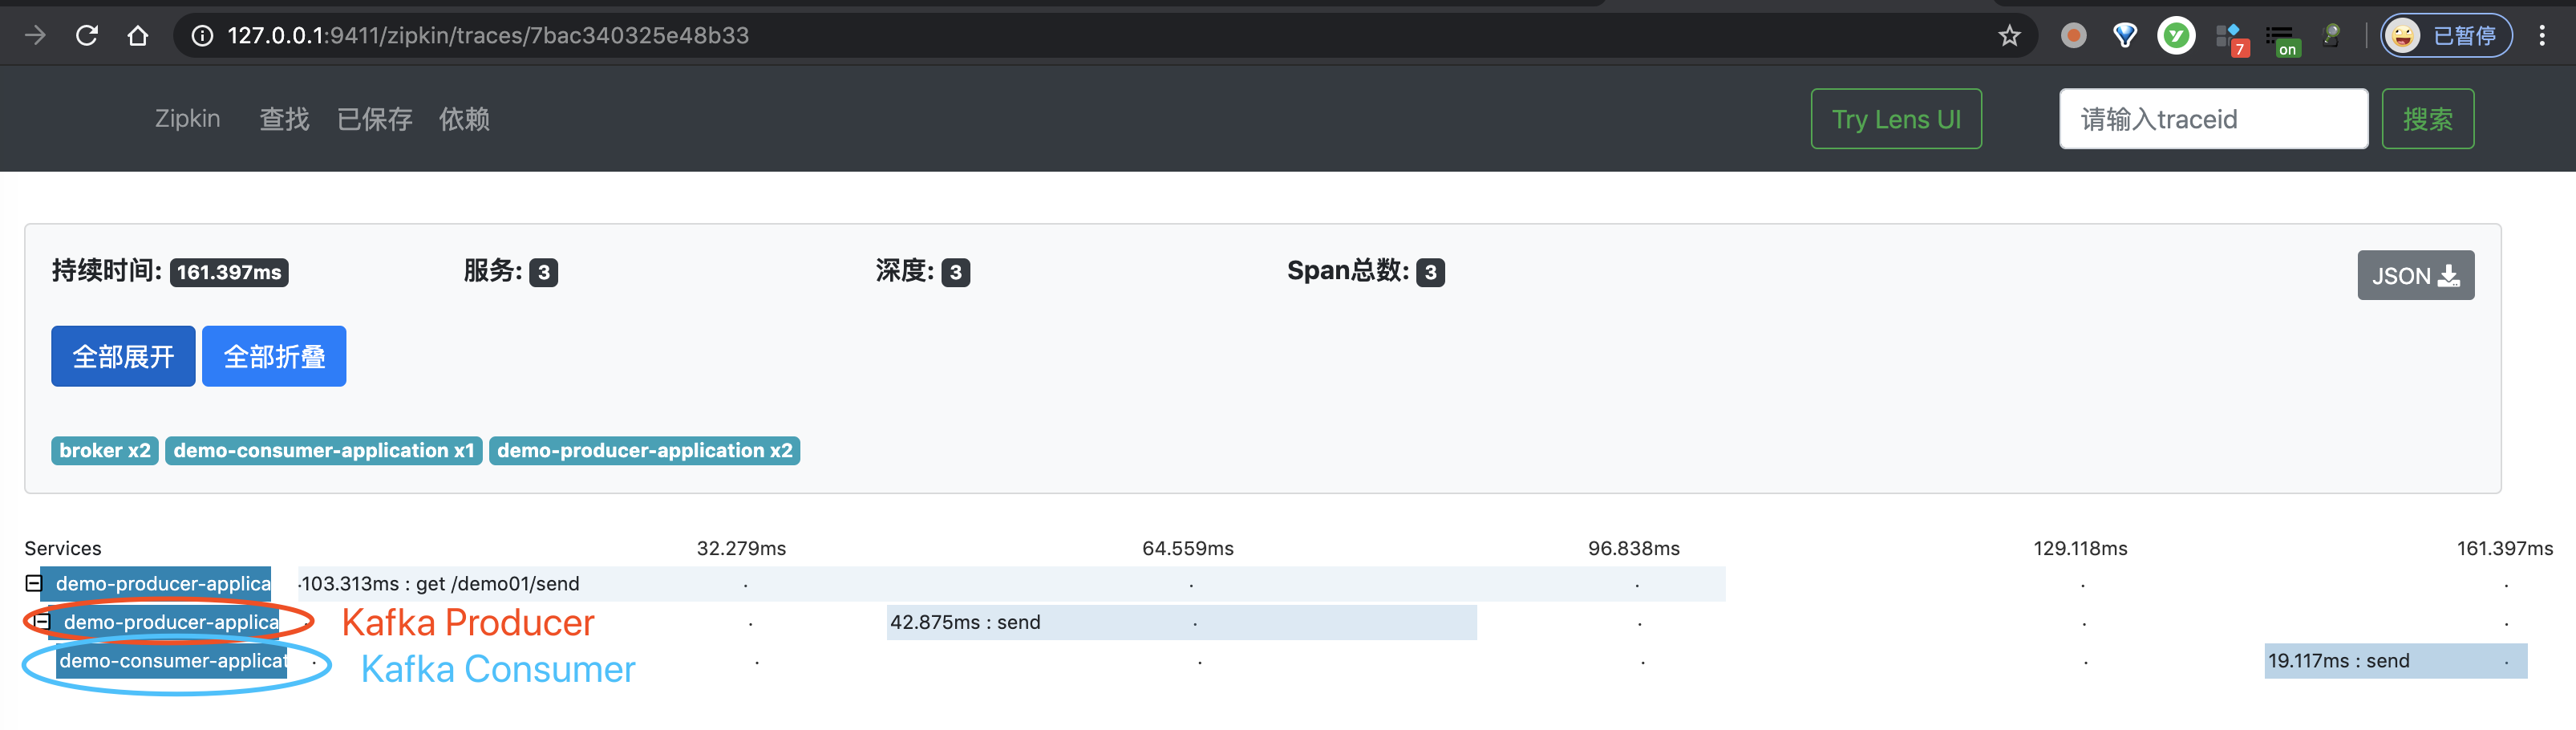 127.0.0.1:9411/zipkin/traces/7bac340325e48b33
7
on
已暂停
Zipkin 查找 已保存 依赖 Try Lens UI 请输入traceid 搜索
持续时间: 161.397ms 服务: 3 深度: 3 Span总数: 3 JSON
全部展开 全部折叠
broker x2 demo-consumer-application x1 demo-producer-application x2
Services 32.279ms 64.559ms 96.838ms 129.118ms 161.397ms
demo-producer-applica 103.313ms : get /demo01/send
demo-producer-applica Kafka Producer 42.875ms : send
demo-consumer-applicat Kafka Consumer 19.117ms : send